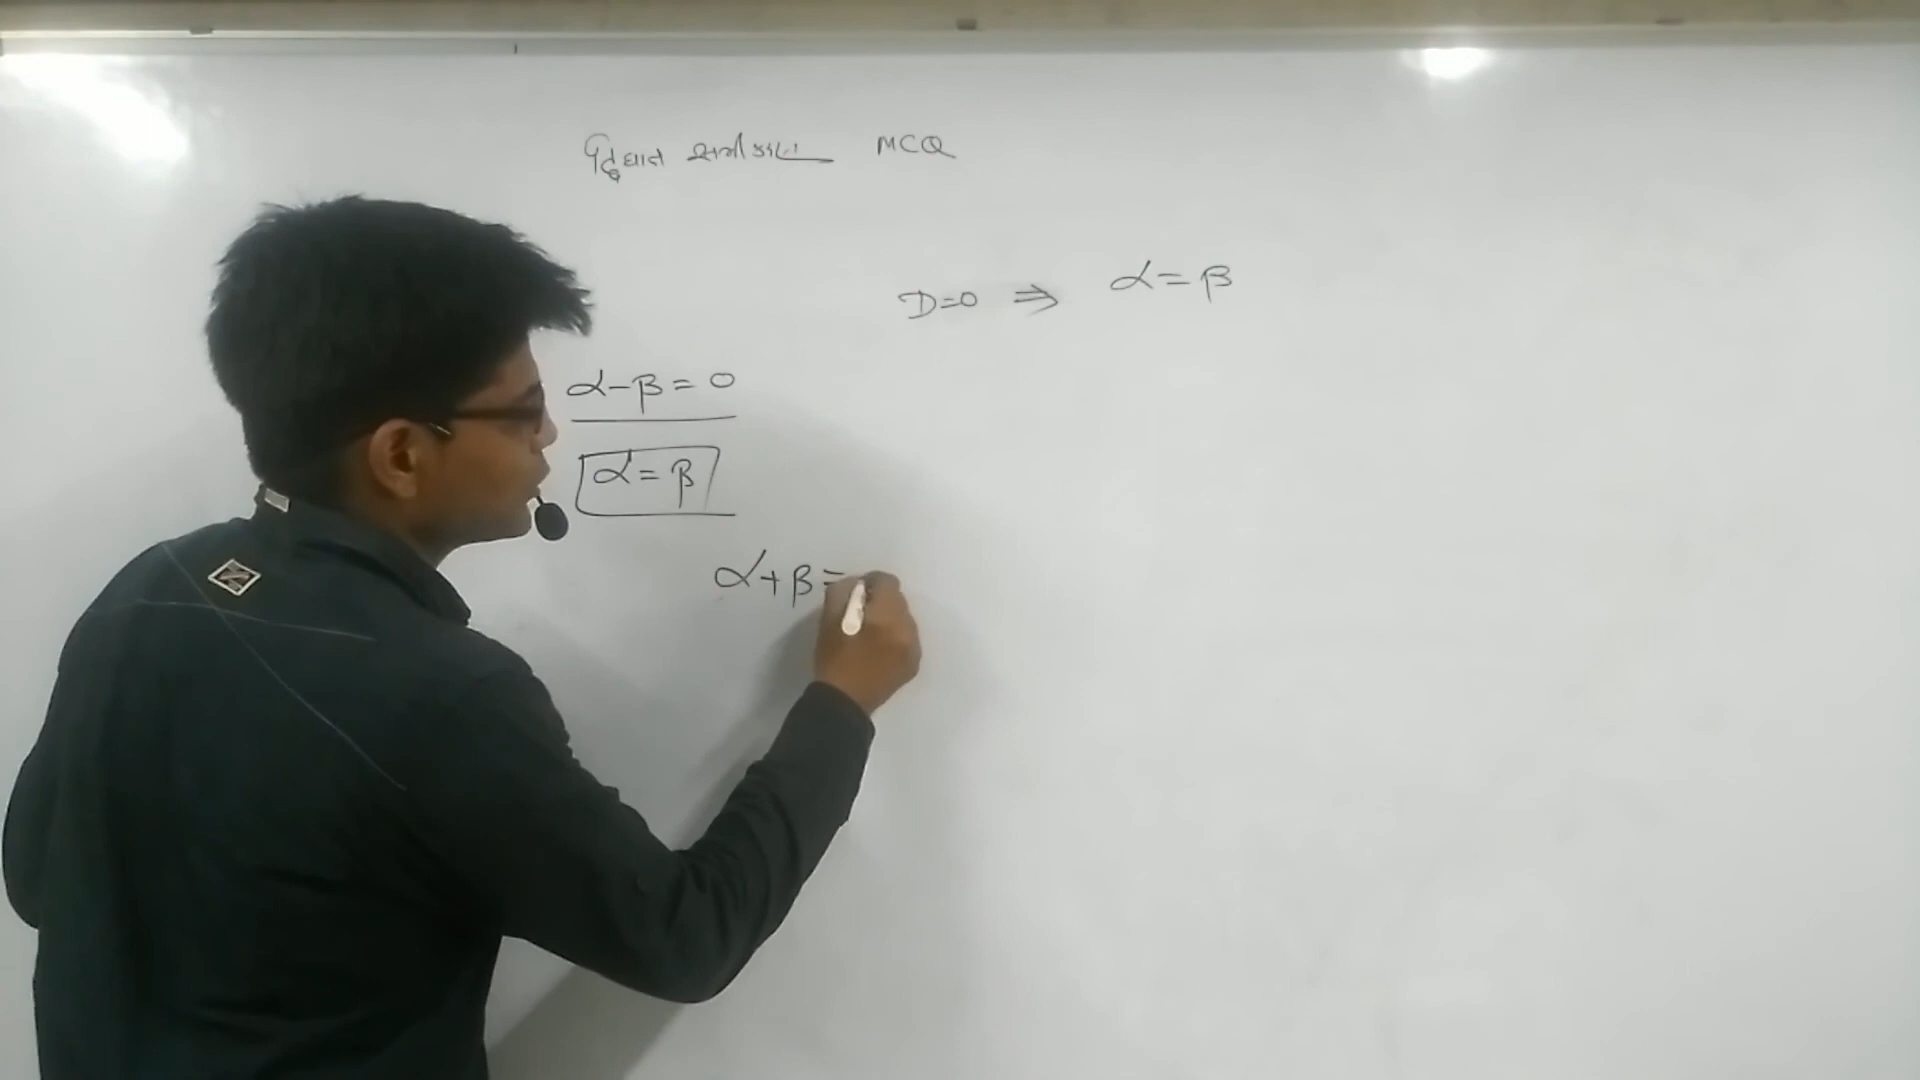 દ્વિઘાત સમીકરણ MCQ
D=0 ⇒ α=β
α-β=0
α=β
α+β=